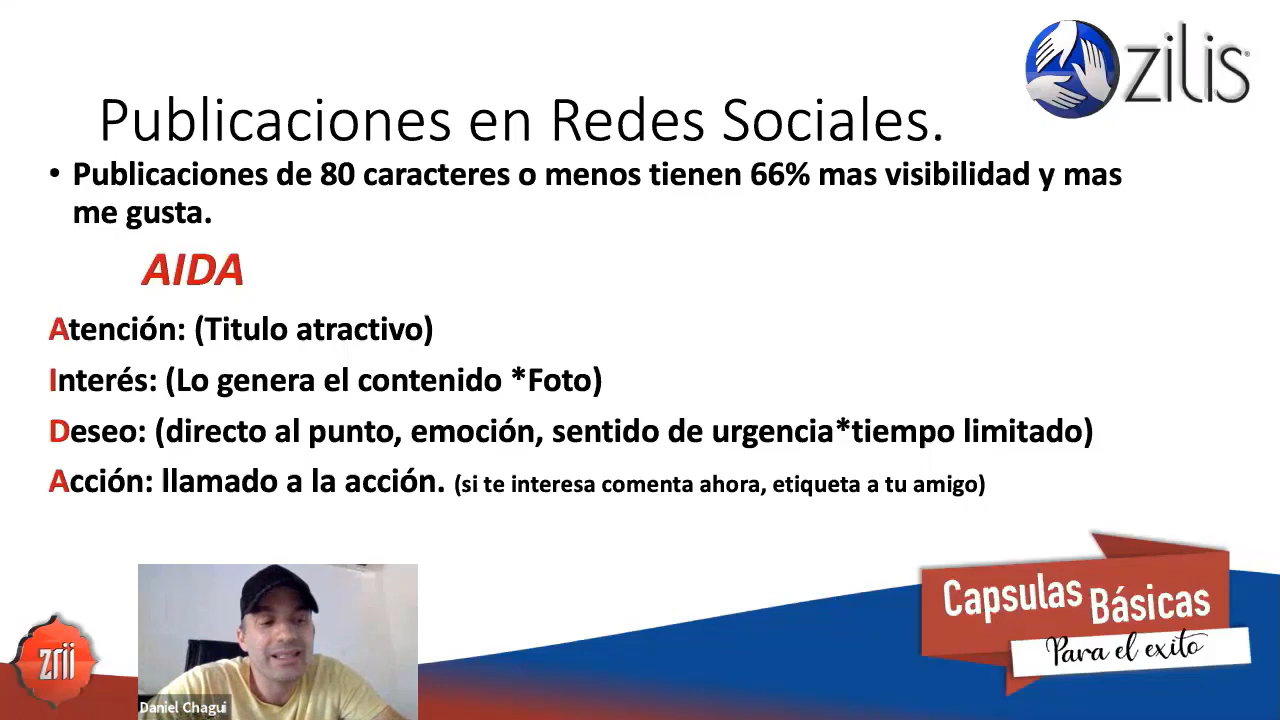 zilis
Publicaciones en Redes Sociales.
• Publicaciones de 80 caracteres o menos tienen 66% mas visibilidad y mas
me gusta.
AIDA
Atención: (Titulo atractivo)
Interés: (Lo genera el contenido *Foto)
Deseo: (directo al punto, emoción, sentido de urgencia*tiempo limitado)
Acción: llamado a la acción. (si te interesa comenta ahora, etiqueta a tu amigo)
Capsulas Básicas
Para el exito
zrii
Daniel Chagui